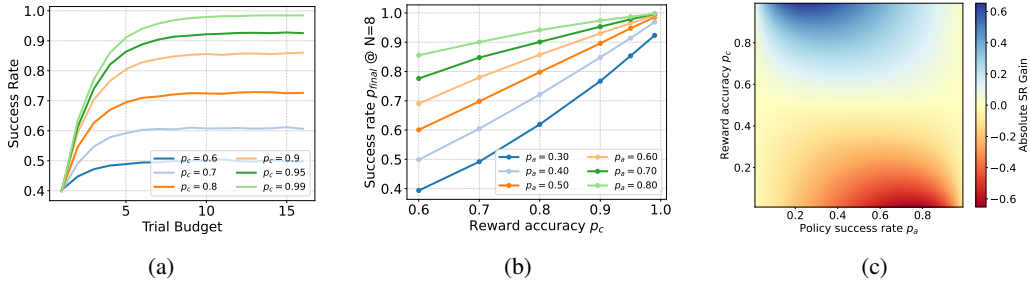 Success Rate
1.0
0.9
0.8
0.7
0.6
0.5
0.4
5
10
15
Trial Budget
p_c = 0.6
p_c = 0.7
p_c = 0.8
p_c = 0.9
p_c = 0.95
p_c = 0.99
(a)
Success rate p_final @ N=8
1.0
0.9
0.8
0.7
0.6
0.5
0.4
0.6
0.7
0.8
0.9
1.0
Reward accuracy p_c
p_a = 0.30
p_a = 0.40
p_a = 0.50
p_a = 0.60
p_a = 0.70
p_a = 0.80
(b)
Reward accuracy p_c
0.8
0.6
0.4
0.2
0.2
0.4
0.6
0.8
Policy success rate p_a
0.6
0.4
0.2
0.0
−0.2
−0.4
−0.6
Absolute SR Gain
(c)